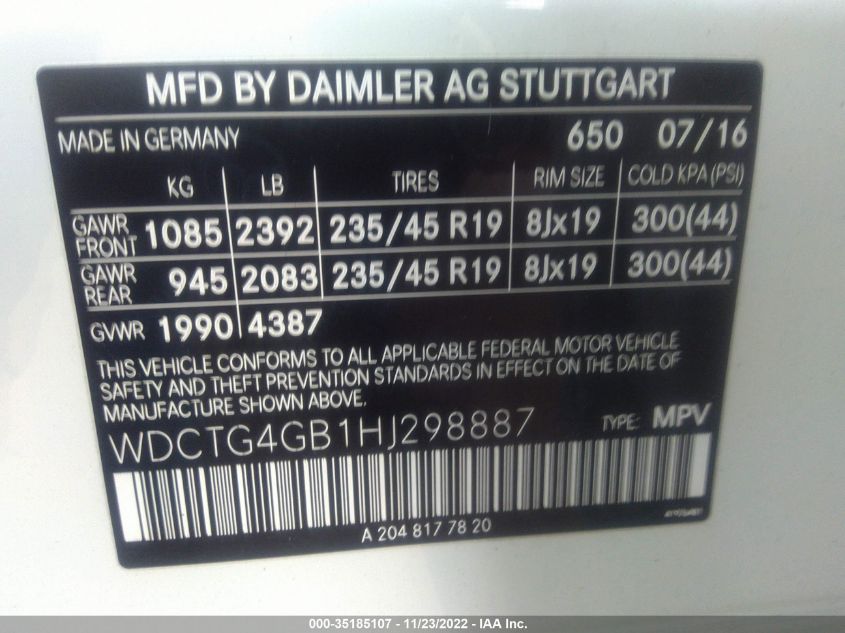 MFD BY DAIMLER AG STUTTGART
MADE IN GERMANY 650 07/16
KG LB TIRES RIM SIZE COLD KPA (PSI)
GAWR FRONT 1085 2392 235/45 R19 8Jx19 300(44)
GAWR REAR 945 2083 235/45 R19 8Jx19 300(44)
GVWR 1990 4387
THIS VEHICLE CONFORMS TO ALL APPLICABLE FEDERAL MOTOR VEHICLE
SAFETY AND THEFT PREVENTION STANDARDS IN EFFECT ON THE DATE OF
MANUFACTURE SHOWN ABOVE.
WDCTG4GB1HJ298887 TYPE: MPV
A 204 817 78 20
000-35185107 - 11/23/2022 - IAAI Inc.